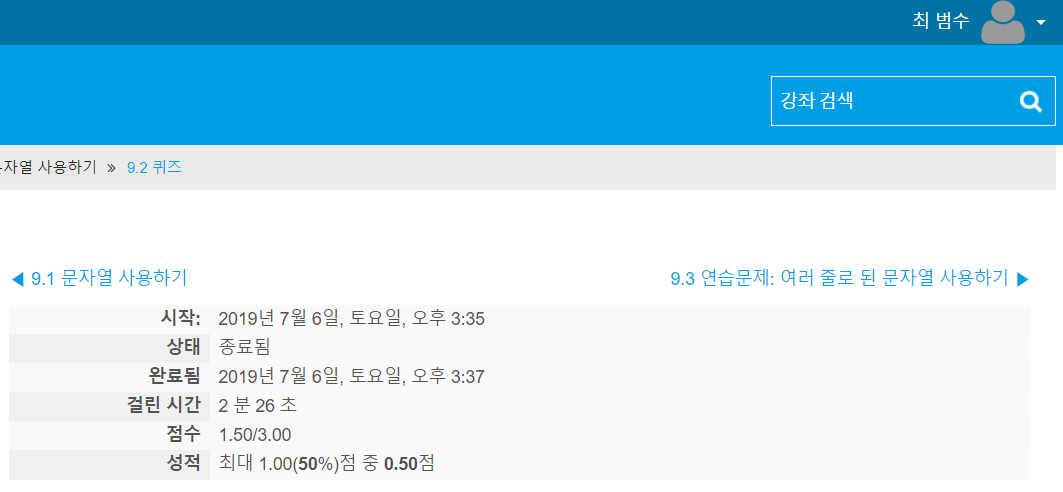 최 범수
강좌 검색
자열 사용하기 » 9.2 퀴즈
◀ 9.1 문자열 사용하기
9.3 연습문제: 여러 줄로 된 문자열 사용하기 ▶
시작: 2019년 7월 6일, 토요일, 오후 3:35
상태 종료됨
완료됨 2019년 7월 6일, 토요일, 오후 3:37
걸린 시간 2 분 26 초
점수 1.50/3.00
성적 최대 1.00(50%)점 중 0.50점